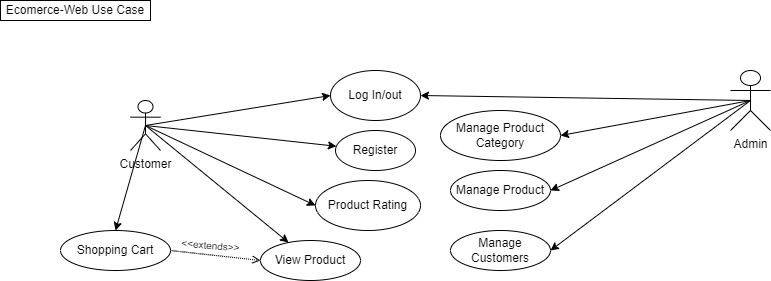 Ecomerce-Web Use Case
Log In/out
Customer
Register
Manage Product
Category
Admin
Product Rating
Manage Product
Shopping Cart
<<extends>>
View Product
Manage
Customers